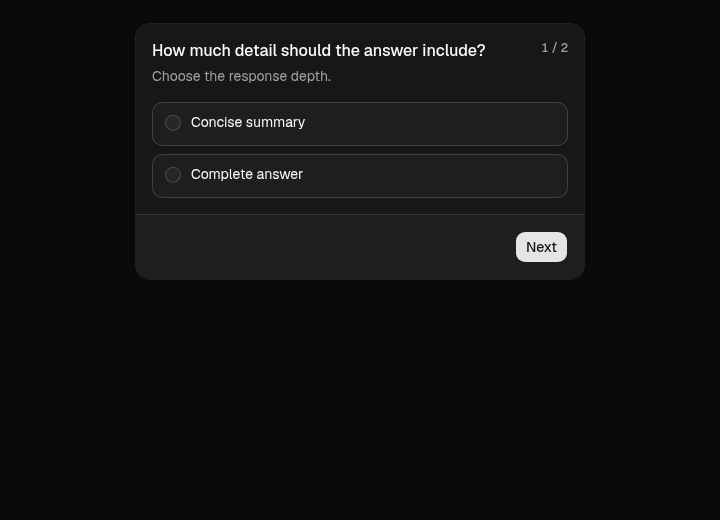 How much detail should the answer include?
1 / 2
Choose the response depth.
Concise summary
Complete answer
Next